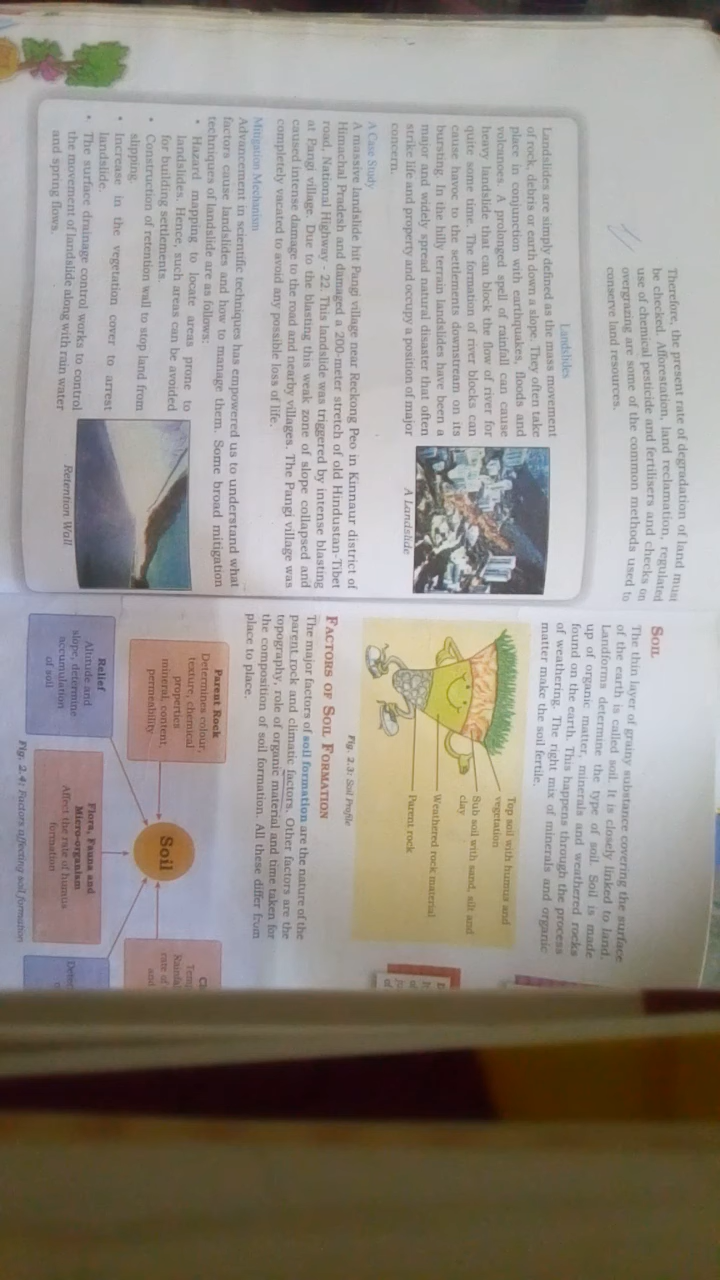 Therefore, the present rate of degradation of land must
be checked. Afforestation, land reclamation, regulated
use of chemical pesticide and fertilisers and checks on
overgrazing are some of the common methods used to
conserve land resources.
Landslides
Landslides are simply defined as the mass movement
of rock, debris or earth down a slope. They often take
place in conjunction with earthquakes, floods and
volcanoes. A prolonged spell of rainfall can cause
heavy landslide that can block the flow of river for
quite some time. The formation of river blocks can
cause havoc to the settlements downstream on its
bursting. In the hilly terrain landslides have been a
major and widely spread natural disaster that often
strike life and property and occupy a position of major
concern.
A Landslide
A Case Study
A massive landslide hit Pangi village near Reckong Peo in Kinnaur district of
Himachal Pradesh and damaged a 200-meter stretch of old Hindustan-Tibet
road, National Highway - 22. This landslide was triggered by intense blasting
at Pangi village. Due to the blasting this weak zone of slope collapsed and
caused intense damage to the road and nearby villages. The Pangi village was
completely vacated to avoid any possible loss of life.
Mitigation Mechanism
Advancement in scientific techniques has empowered us to understand what
factors cause landslides and how to manage them. Some broad mitigation
techniques of landslide are as follows:
• Hazard mapping to locate areas prone to
landslides. Hence, such areas can be avoided
for building settlements.
• Construction of retention wall to stop land from
slipping.
• Increase in the vegetation cover to arrest
landslide.
• The surface drainage control works to control
the movement of landslide along with rain water
and spring flows.
Retention Wall
SOIL
The thin layer of grainy substance covering the surface
of the earth is called soil. It is closely linked to land.
Landforms determine the type of soil. Soil is made
up of organic matter, minerals and weathered rocks
found on the earth. This happens through the process
of weathering. The right mix of minerals and organic
matter make the soil fertile.
Top soil with humus and
vegetation
Sub soil with sand, silt and
clay
Weathered rock material
Parent rock
Fig. 2.3: Soil Profile
FACTORS OF SOIL FORMATION
The major factors of soil formation are the nature of the
parent rock and climatic factors. Other factors are the
topography, role of organic material and time taken for
the composition of soil formation. All these differ from
place to place.
Parent Rock
Determines colour,
texture, chemical
properties
mineral, content,
permeability
Relief
Altitude and
slope, determine
accumulation
of soil
Soil
Flora, Fauna and
Micro-organism
Affect the rate of humus
formation
rate of
and
Fig. 2.4: Factors affecting soil formation